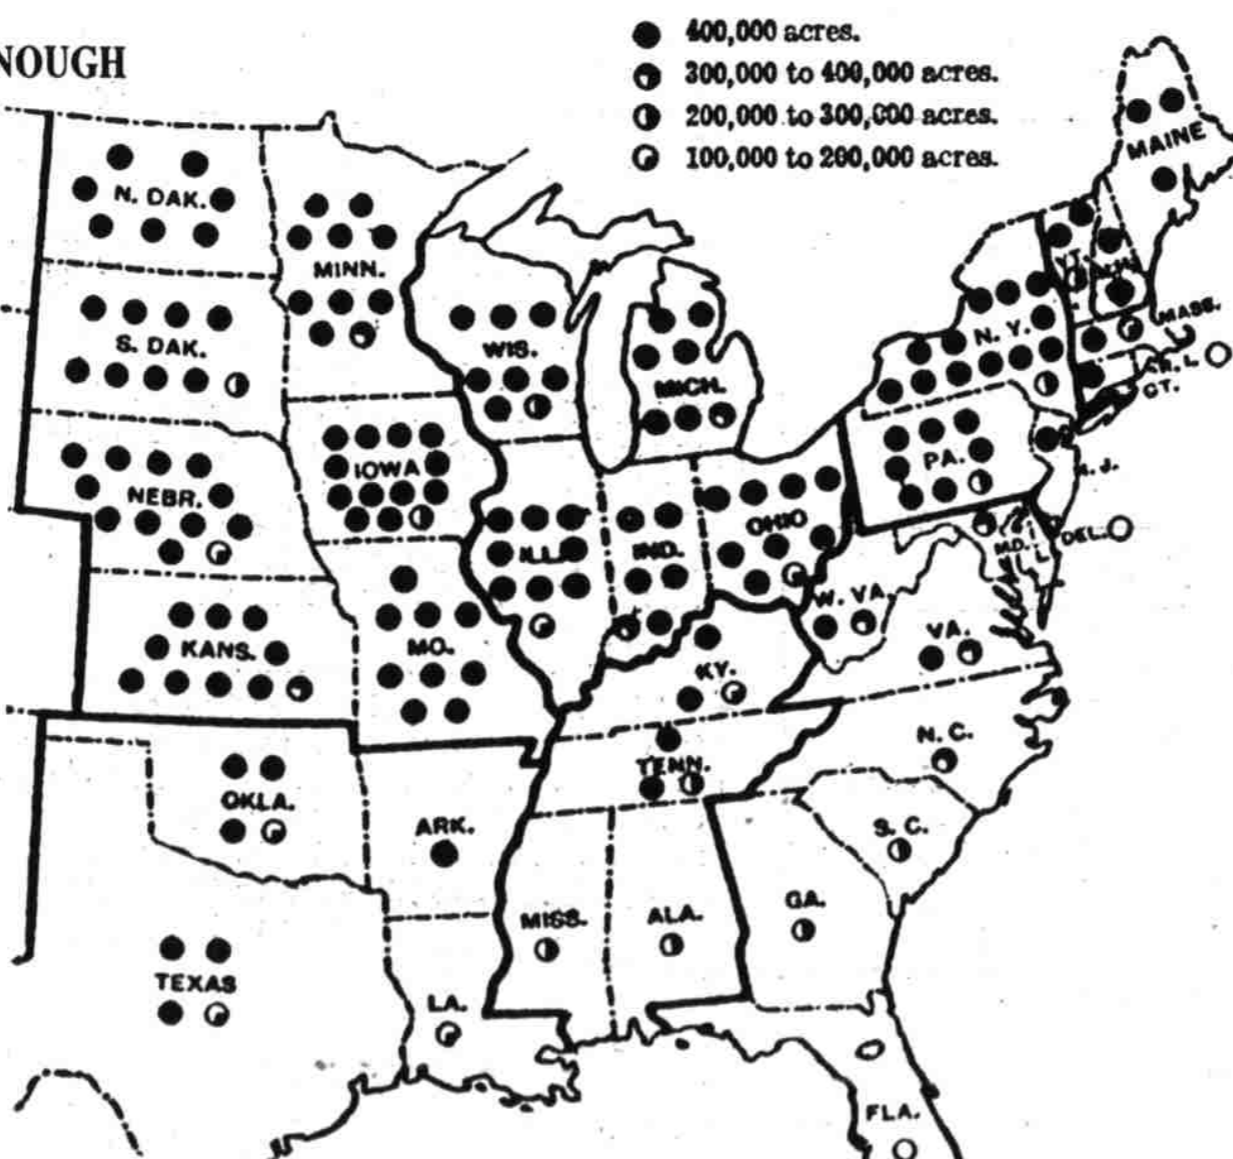 NOUGH
400,000 acres.
300,000 to 400,000 acres.
200,000 to 300,000 acres.
100,000 to 200,000 acres.
MAINE
N. DAK.
MINN.
VT.
N.H.
MASS.
S. DAK.
WIS.
N. Y.
R. I.
MICH.
CT.
IOWA
PA.
N. J.
NEBR.
OHIO
ILL.
IND.
DEL.
MD.
W. VA.
VA.
KANS.
MO.
KY.
N. C.
TENN.
OKLA.
ARK.
S. C.
MISS.
ALA.
GA.
TEXAS
LA.
FLA.